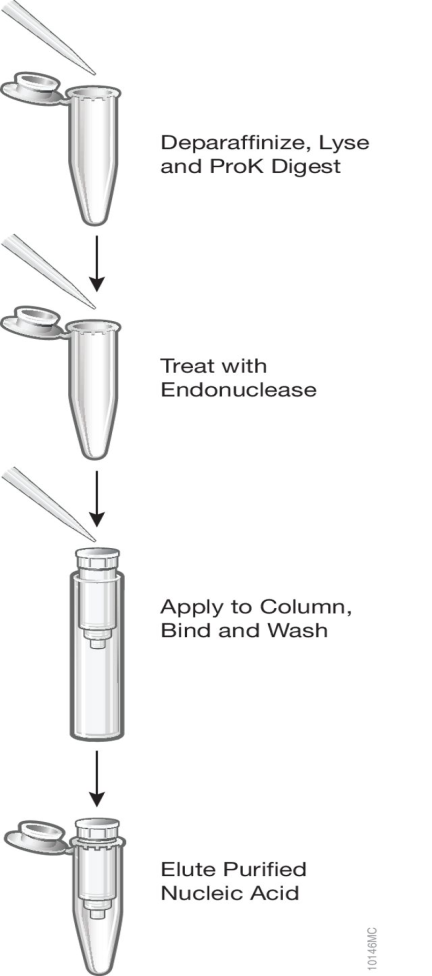 Deparaffinize, Lyse
and ProK Digest
Treat with
Endonuclease
Apply to Column,
Bind and Wash
Elute Purified
Nucleic Acid
10146MC